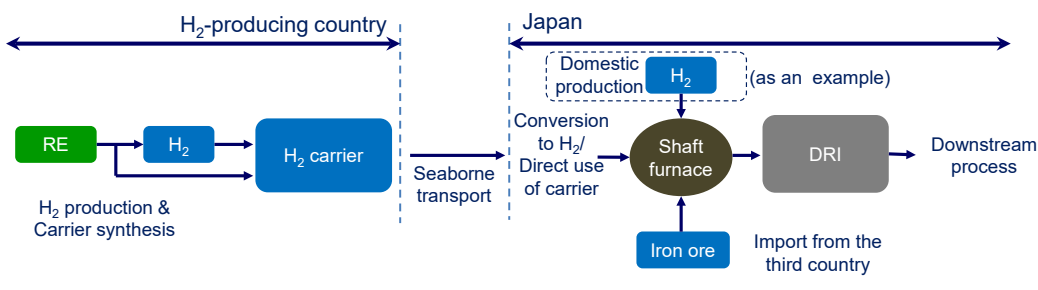 H₂-producing country
Japan
Domestic
production
H₂
(as an example)
RE
H₂
H₂ carrier
Seaborne
transport
Conversion
to H₂/
Direct use
of carrier
Shaft
furnace
DRI
Downstream
process
H₂ production &
Carrier synthesis
Iron ore
Import from the
third country